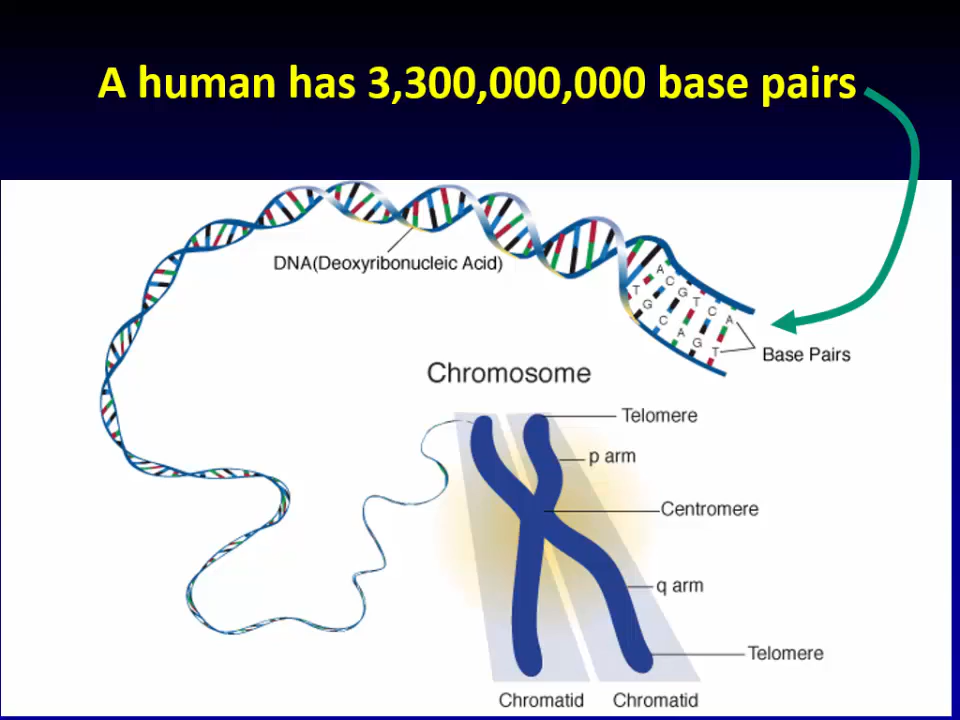 A human has 3,300,000,000 base pairs
DNA(Deoxyribonucleic Acid)
A C G T C A
T G C A G T
Base Pairs
Chromosome
Telomere
p arm
Centromere
q arm
Telomere
Chromatid Chromatid